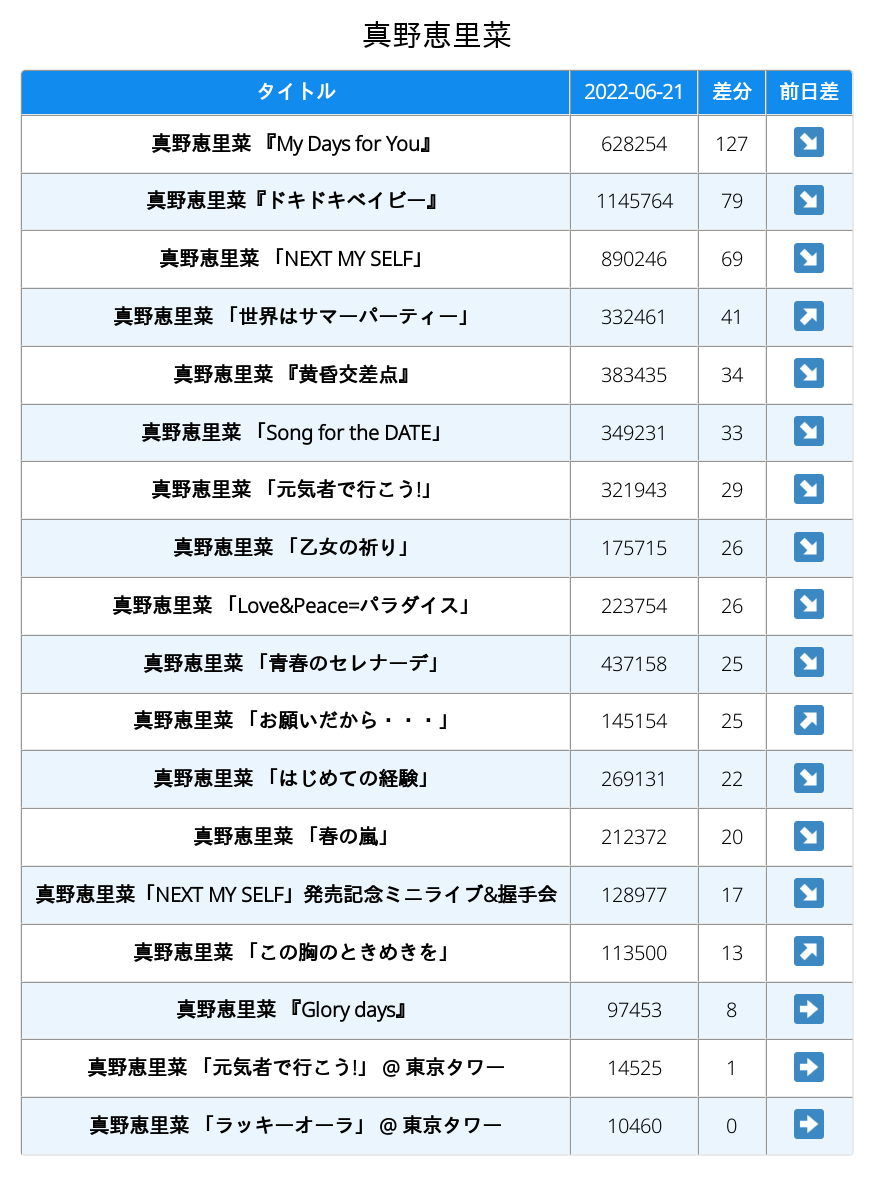 真野恵里菜
タイトル 2022-06-21 差分 前日差
真野恵里菜 『My Days for You』 628254 127 ↘
真野恵里菜『ドキドキベイビー』 1145764 79 ↘
真野恵里菜 「NEXT MY SELF」 890246 69 ↘
真野恵里菜 「世界はサマーパーティー」 332461 41 ↗
真野恵里菜 『黄昏交差点』 383435 34 ↘
真野恵里菜 「Song for the DATE」 349231 33 ↘
真野恵里菜 「元気者で行こう!」 321943 29 ↘
真野恵里菜 「乙女の祈り」 175715 26 ↘
真野恵里菜 「Love&Peace=パラダイス」 223754 26 ↘
真野恵里菜 「青春のセレナーデ」 437158 25 ↘
真野恵里菜 「お願いだから・・・」 145154 25 ↗
真野恵里菜 「はじめての経験」 269131 22 ↘
真野恵里菜 「春の嵐」 212372 20 ↘
真野恵里菜「NEXT MY SELF」発売記念ミニライブ&握手会 128977 17 ↘
真野恵里菜 「この胸のときめきを」 113500 13 ↗
真野恵里菜 『Glory days』 97453 8 →
真野恵里菜 「元気者で行こう!」 @ 東京タワー 14525 1 →
真野恵里菜 「ラッキーオーラ」 @ 東京タワー 10460 0 →